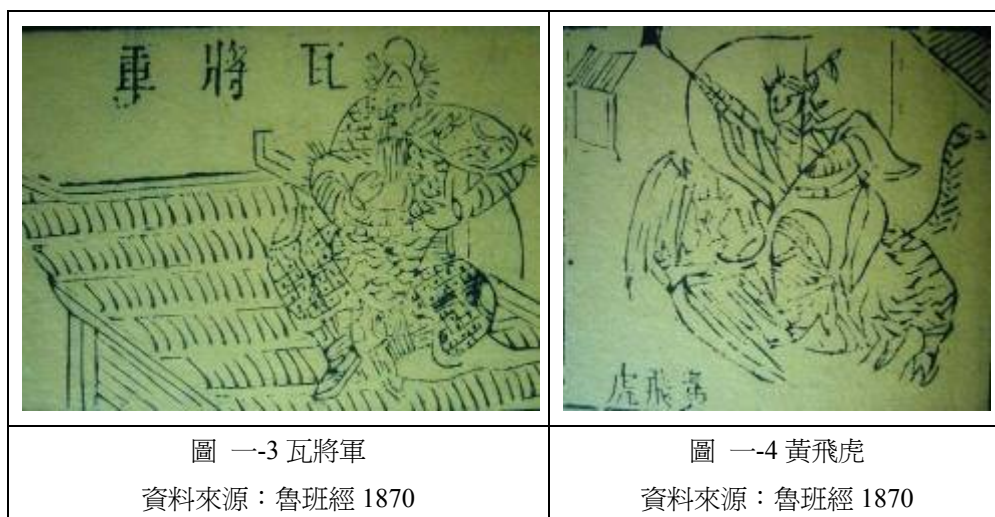 瓦將軍
黃飛虎
圖 一-3 瓦將軍
資料來源：魯班經 1870
圖 一-4 黃飛虎
資料來源：魯班經 1870